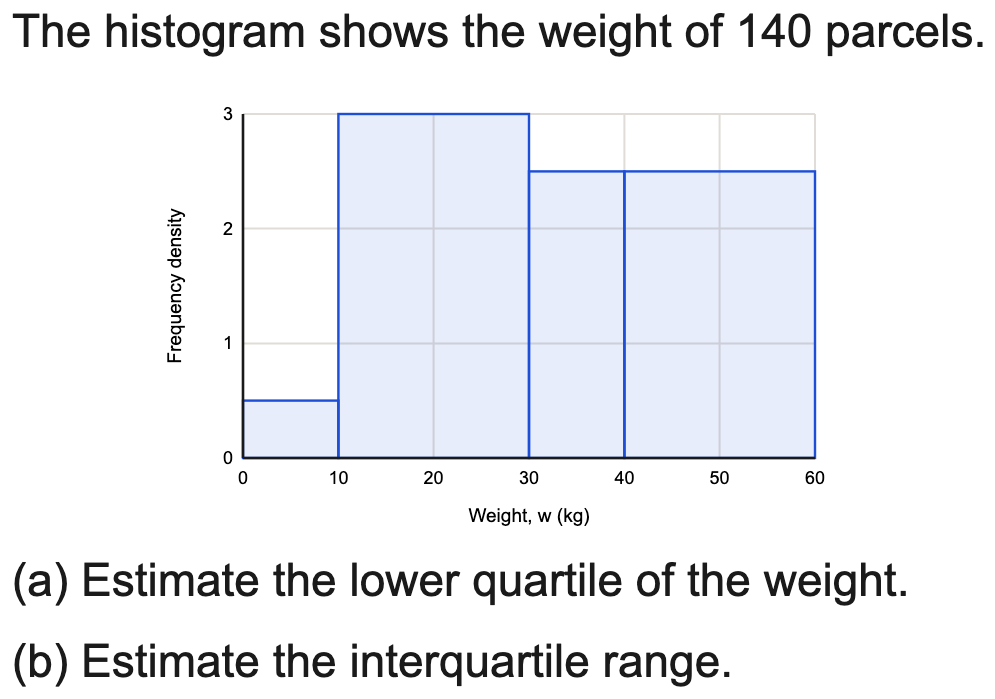 The histogram shows the weight of 140 parcels.
3
2
1
0
Frequency density
0 10 20 30 40 50 60
Weight, w (kg)
(a) Estimate the lower quartile of the weight.
(b) Estimate the interquartile range.